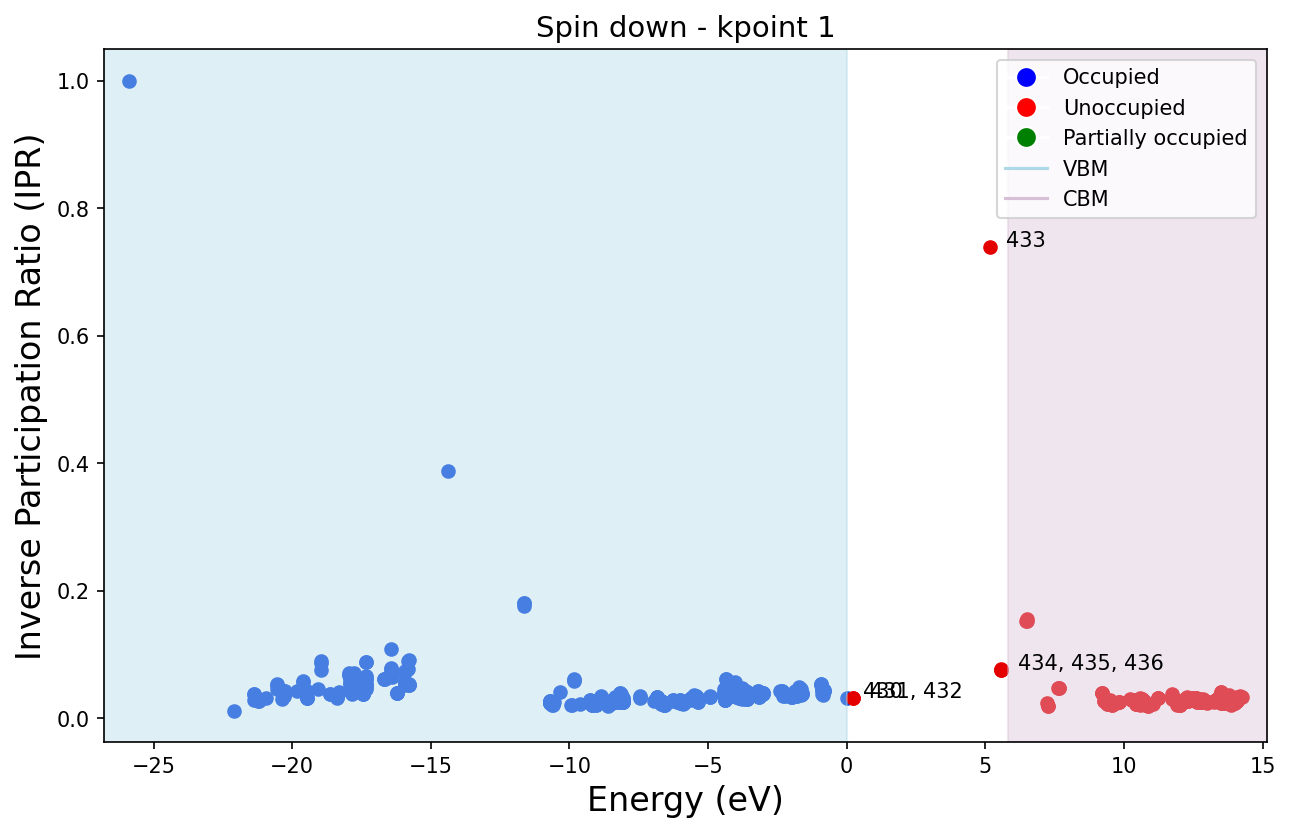 Spin down - kpoint 1
Inverse Participation Ratio (IPR)
1.0
0.8
0.6
0.4
0.2
0.0
Occupied
Unoccupied
Partially occupied
VBM
CBM
433
434, 435, 436
430
431, 432
−25
−20
−15
−10
−5
0
5
10
15
Energy (eV)